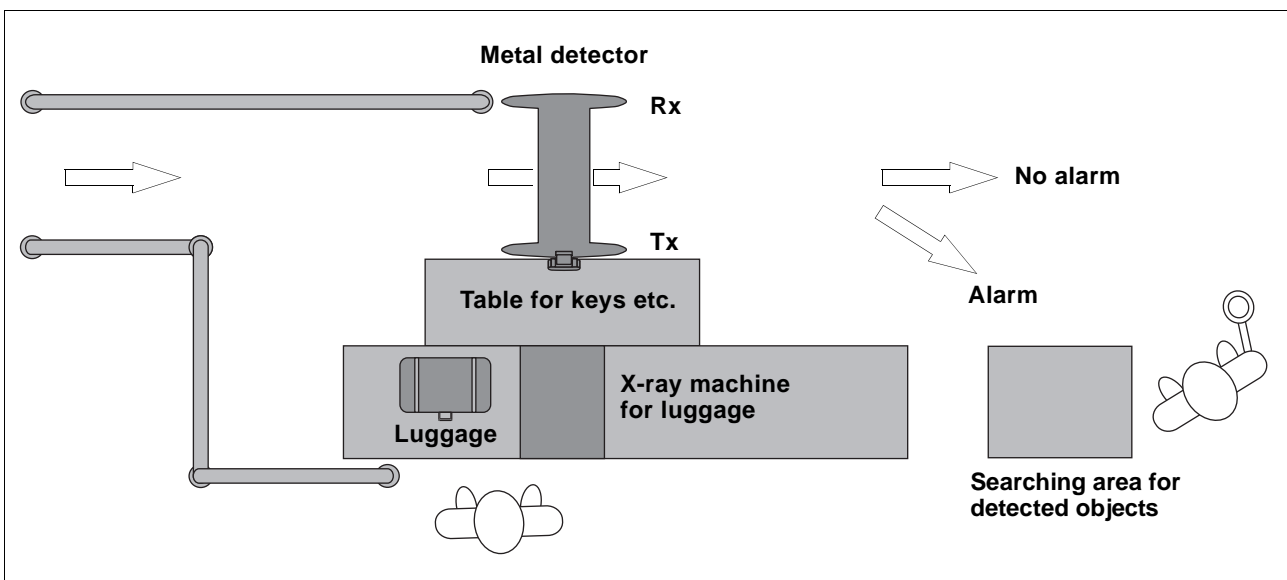 Metal detector
Rx
No alarm
Tx
Alarm
Table for keys etc.
X-ray machine
for luggage
Luggage
Searching area for
detected objects